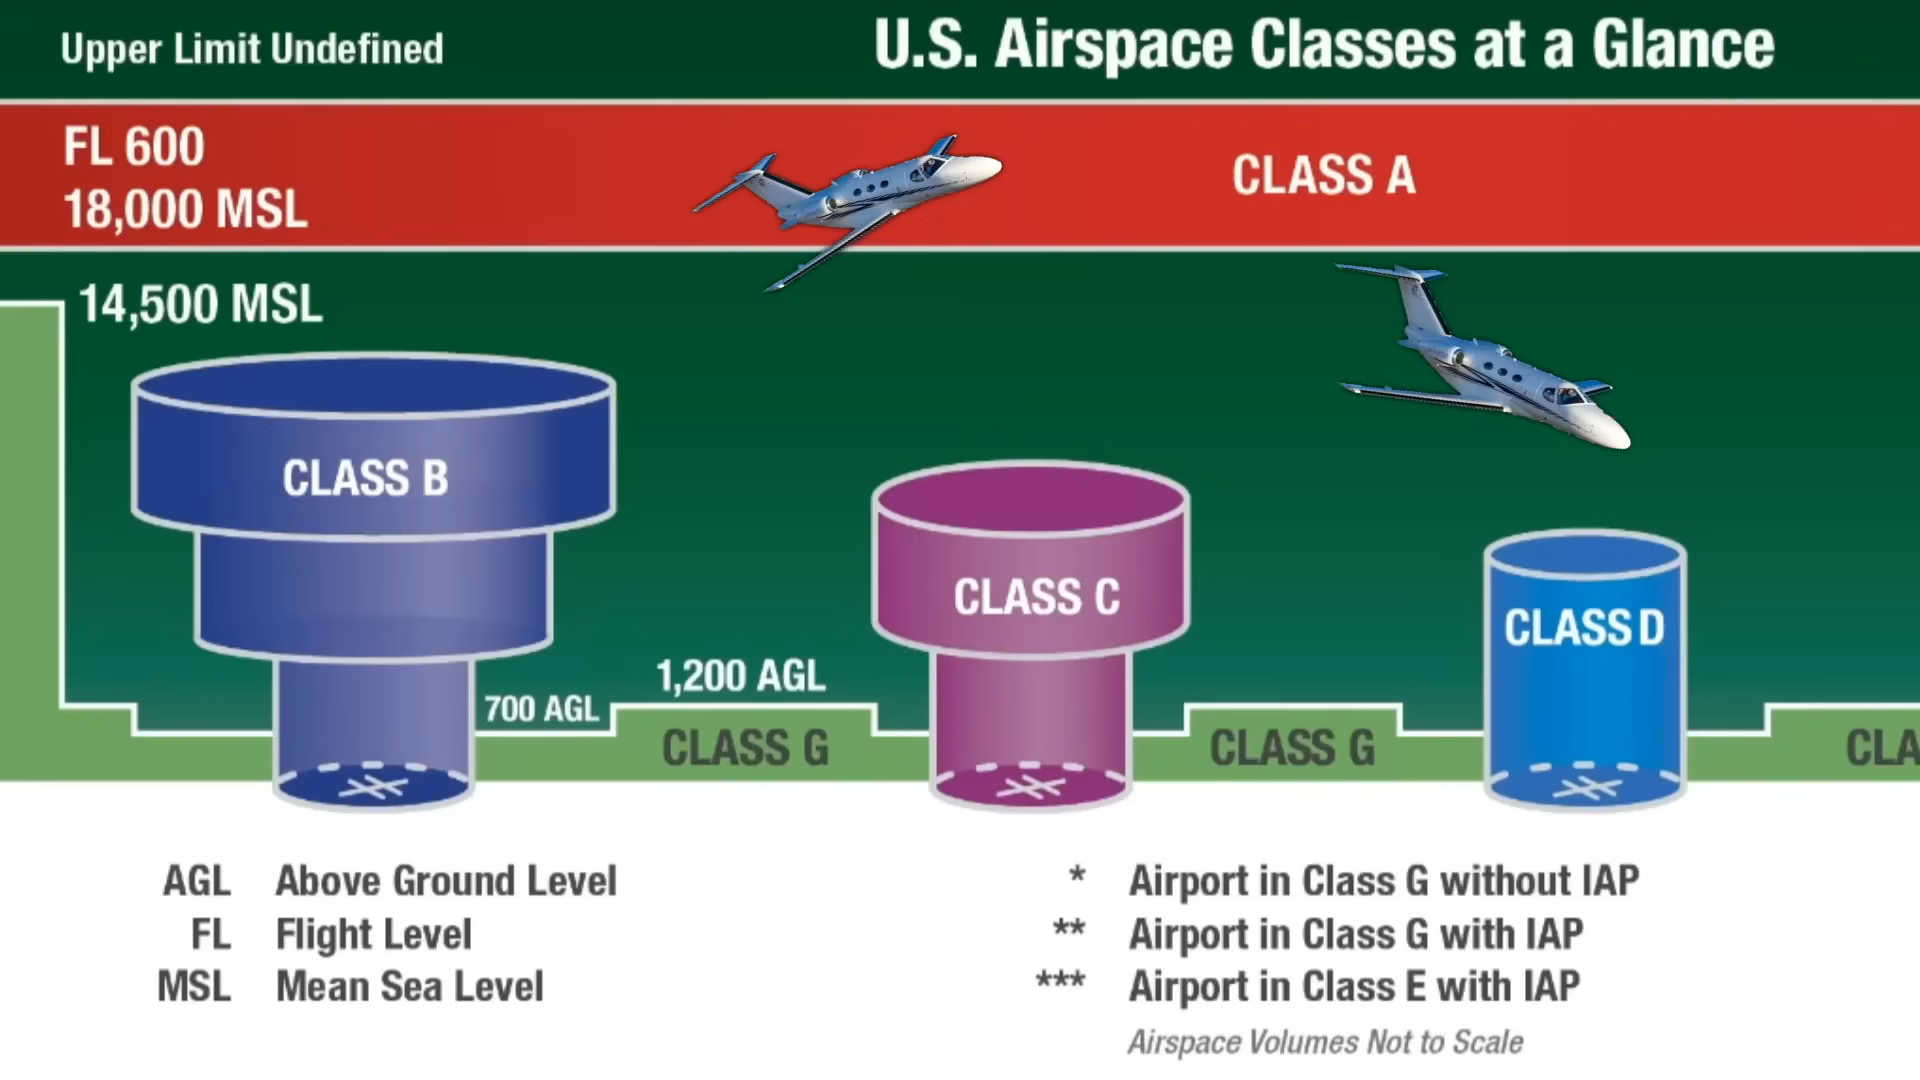 Upper Limit Undefined
U.S. Airspace Classes at a Glance
FL 600
18,000 MSL
CLASS A
14,500 MSL
CLASS B
CLASS C
CLASS D
1,200 AGL
700 AGL
CLASS G
CLASS G
CLA
AGL Above Ground Level
FL Flight Level
MSL Mean Sea Level
* Airport in Class G without IAP
** Airport in Class G with IAP
*** Airport in Class E with IAP
Airspace Volumes Not to Scale